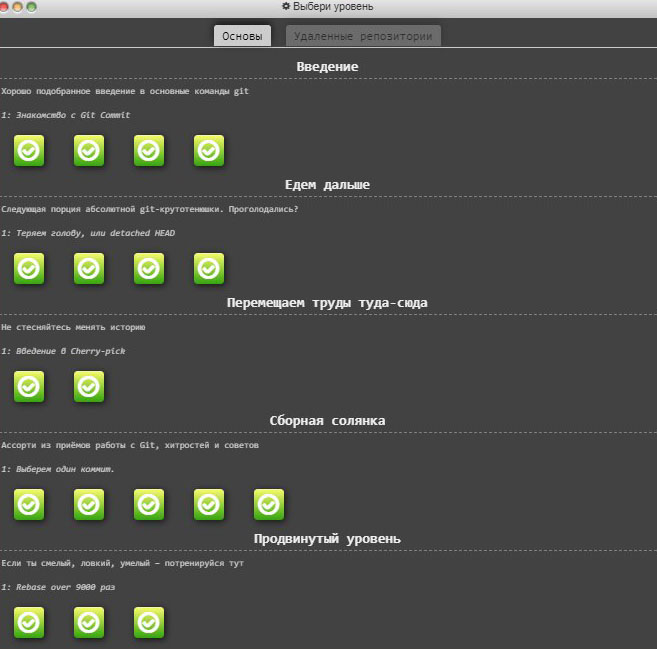 Выбери уровень
Основы
Удаленные репозитории
Введение
Хорошо подобранное введение в основные команды git
1: Знакомство с Git Commit
Едем дальше
Следующая порция абсолютной git-крутотенюшки. Проголодались?
1: Теряем голову, или detached HEAD
Перемещаем труды туда-сюда
Не стесняйтесь менять историю
1: Введение в Cherry-pick
Сборная солянка
Ассорти из приёмов работы с Git, хитростей и советов
1: Выберем один коммит.
Продвинутый уровень
Если ты смелый, ловкий, умелый – потренируйся тут
1: Rebase over 9000 раз